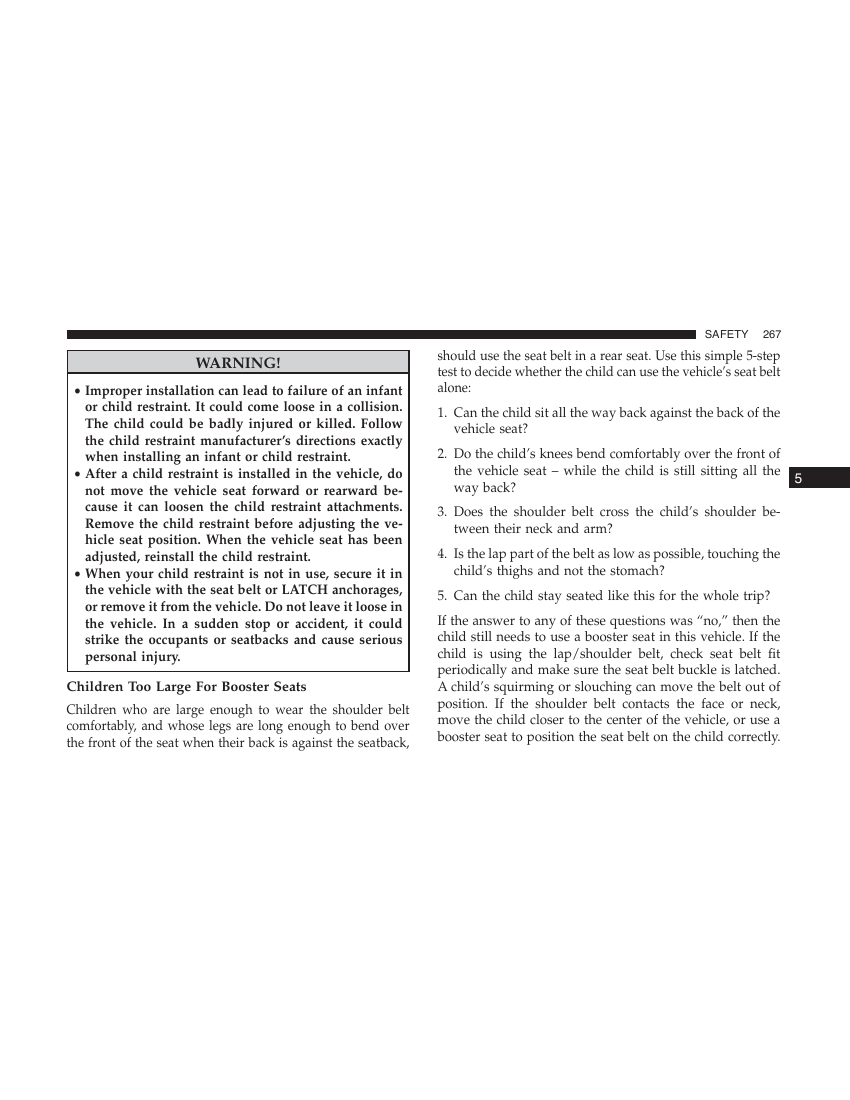 SAFETY 267
WARNING!
• Improper installation can lead to failure of an infant
or child restraint. It could come loose in a collision.
The child could be badly injured or killed. Follow
the child restraint manufacturer's directions exactly
when installing an infant or child restraint.
• After a child restraint is installed in the vehicle, do
not move the vehicle seat forward or rearward be-
cause it can loosen the child restraint attachments.
Remove the child restraint before adjusting the ve-
hicle seat position. When the vehicle seat has been
adjusted, reinstall the child restraint.
• When your child restraint is not in use, secure it in
the vehicle with the seat belt or LATCH anchorages,
or remove it from the vehicle. Do not leave it loose in
the vehicle. In a sudden stop or accident, it could
strike the occupants or seatbacks and cause serious
personal injury.
Children Too Large For Booster Seats
Children who are large enough to wear the shoulder belt
comfortably, and whose legs are long enough to bend over
the front of the seat when their back is against the seatback,
should use the seat belt in a rear seat. Use this simple 5-step
test to decide whether the child can use the vehicle's seat belt
alone:
1. Can the child sit all the way back against the back of the
vehicle seat?
2. Do the child's knees bend comfortably over the front of
the vehicle seat – while the child is still sitting all the
way back?
3. Does the shoulder belt cross the child's shoulder be-
tween their neck and arm?
4. Is the lap part of the belt as low as possible, touching the
child's thighs and not the stomach?
5. Can the child stay seated like this for the whole trip?
If the answer to any of these questions was “no,” then the
child still needs to use a booster seat in this vehicle. If the
child is using the lap/shoulder belt, check seat belt fit
periodically and make sure the seat belt buckle is latched.
A child's squirming or slouching can move the belt out of
position. If the shoulder belt contacts the face or neck,
move the child closer to the center of the vehicle, or use a
booster seat to position the seat belt on the child correctly.
5